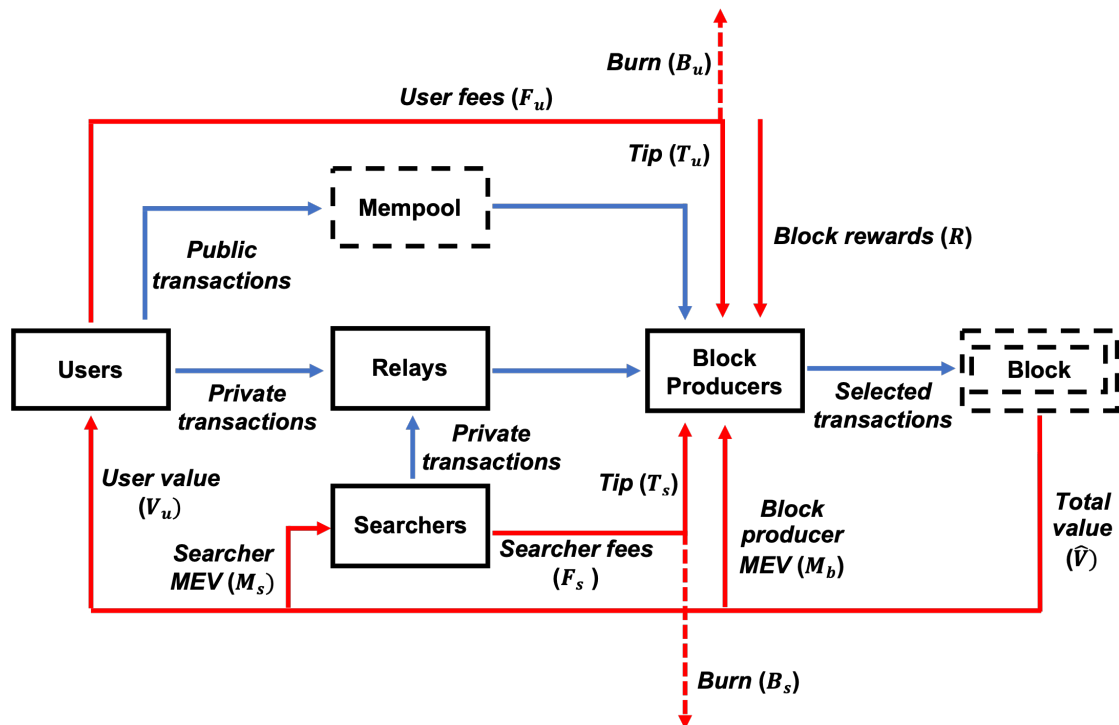 Burn (B_u)
User fees (F_u)
Tip (T_u)
Mempool
Block rewards (R)
Public
transactions
Users
Relays
Block
Producers
Block
Private
transactions
Selected
transactions
Private
transactions
User value
(V_u)
Tip (T_s)
Searchers
Block
producer
MEV (M_b)
Total
value
(V̂)
Searcher
MEV (M_s)
Searcher fees
(F_s )
Burn (B_s)